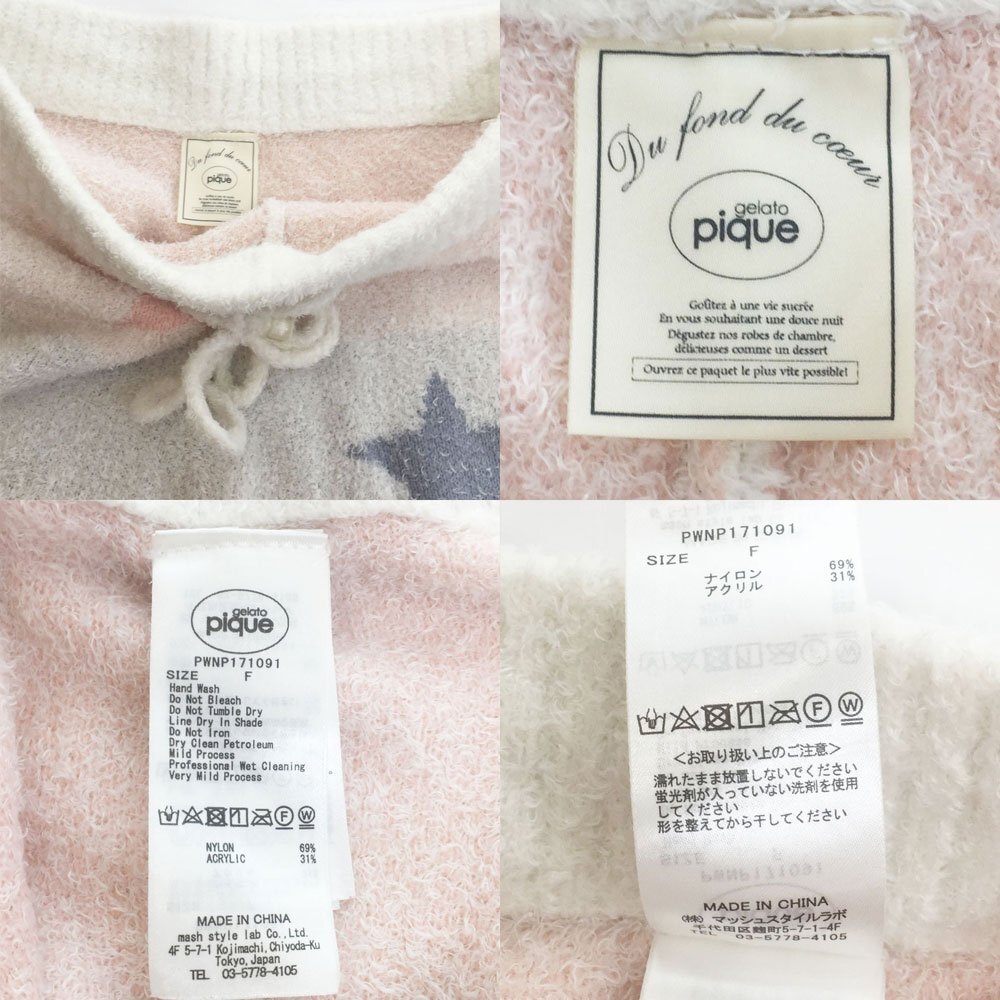 Du fond du cœur
pique
Du fond du cœur
gelato
pique
Goûtez à une vie sucrée
En vous souhaitant une douce nuit
Dégustez nos robes de chambre,
délicieuses comme un dessert
Ouvrez ce paquet le plus vite possible!
gelato
pique
PWNP171091
SIZE F
Hand Wash
Do Not Bleach
Do Not Tumble Dry
Line Dry In Shade
Do Not Iron
Dry Clean Petroleum
Mild Process
Professional Wet Cleaning
Very Mild Process
NYLON 69%
ACRYLIC 31%
MADE IN CHINA
mash style lab Co.,Ltd.
4F 5-7-1 Kojimachi,Chiyoda-Ku
Tokyo,Japan
TEL 03-5778-4105
PWNP171091
SIZE F
ナイロン 69%
アクリル 31%
<お取り扱い上のご注意>
濡れたまま放置しないでください
蛍光剤が入っていない洗剤を使用
してください
形を整えてから干してください
MADE IN CHINA
(株) マッシュスタイルラボ
千代田区麹町5-7-1-4F
TEL 03-5778-4105